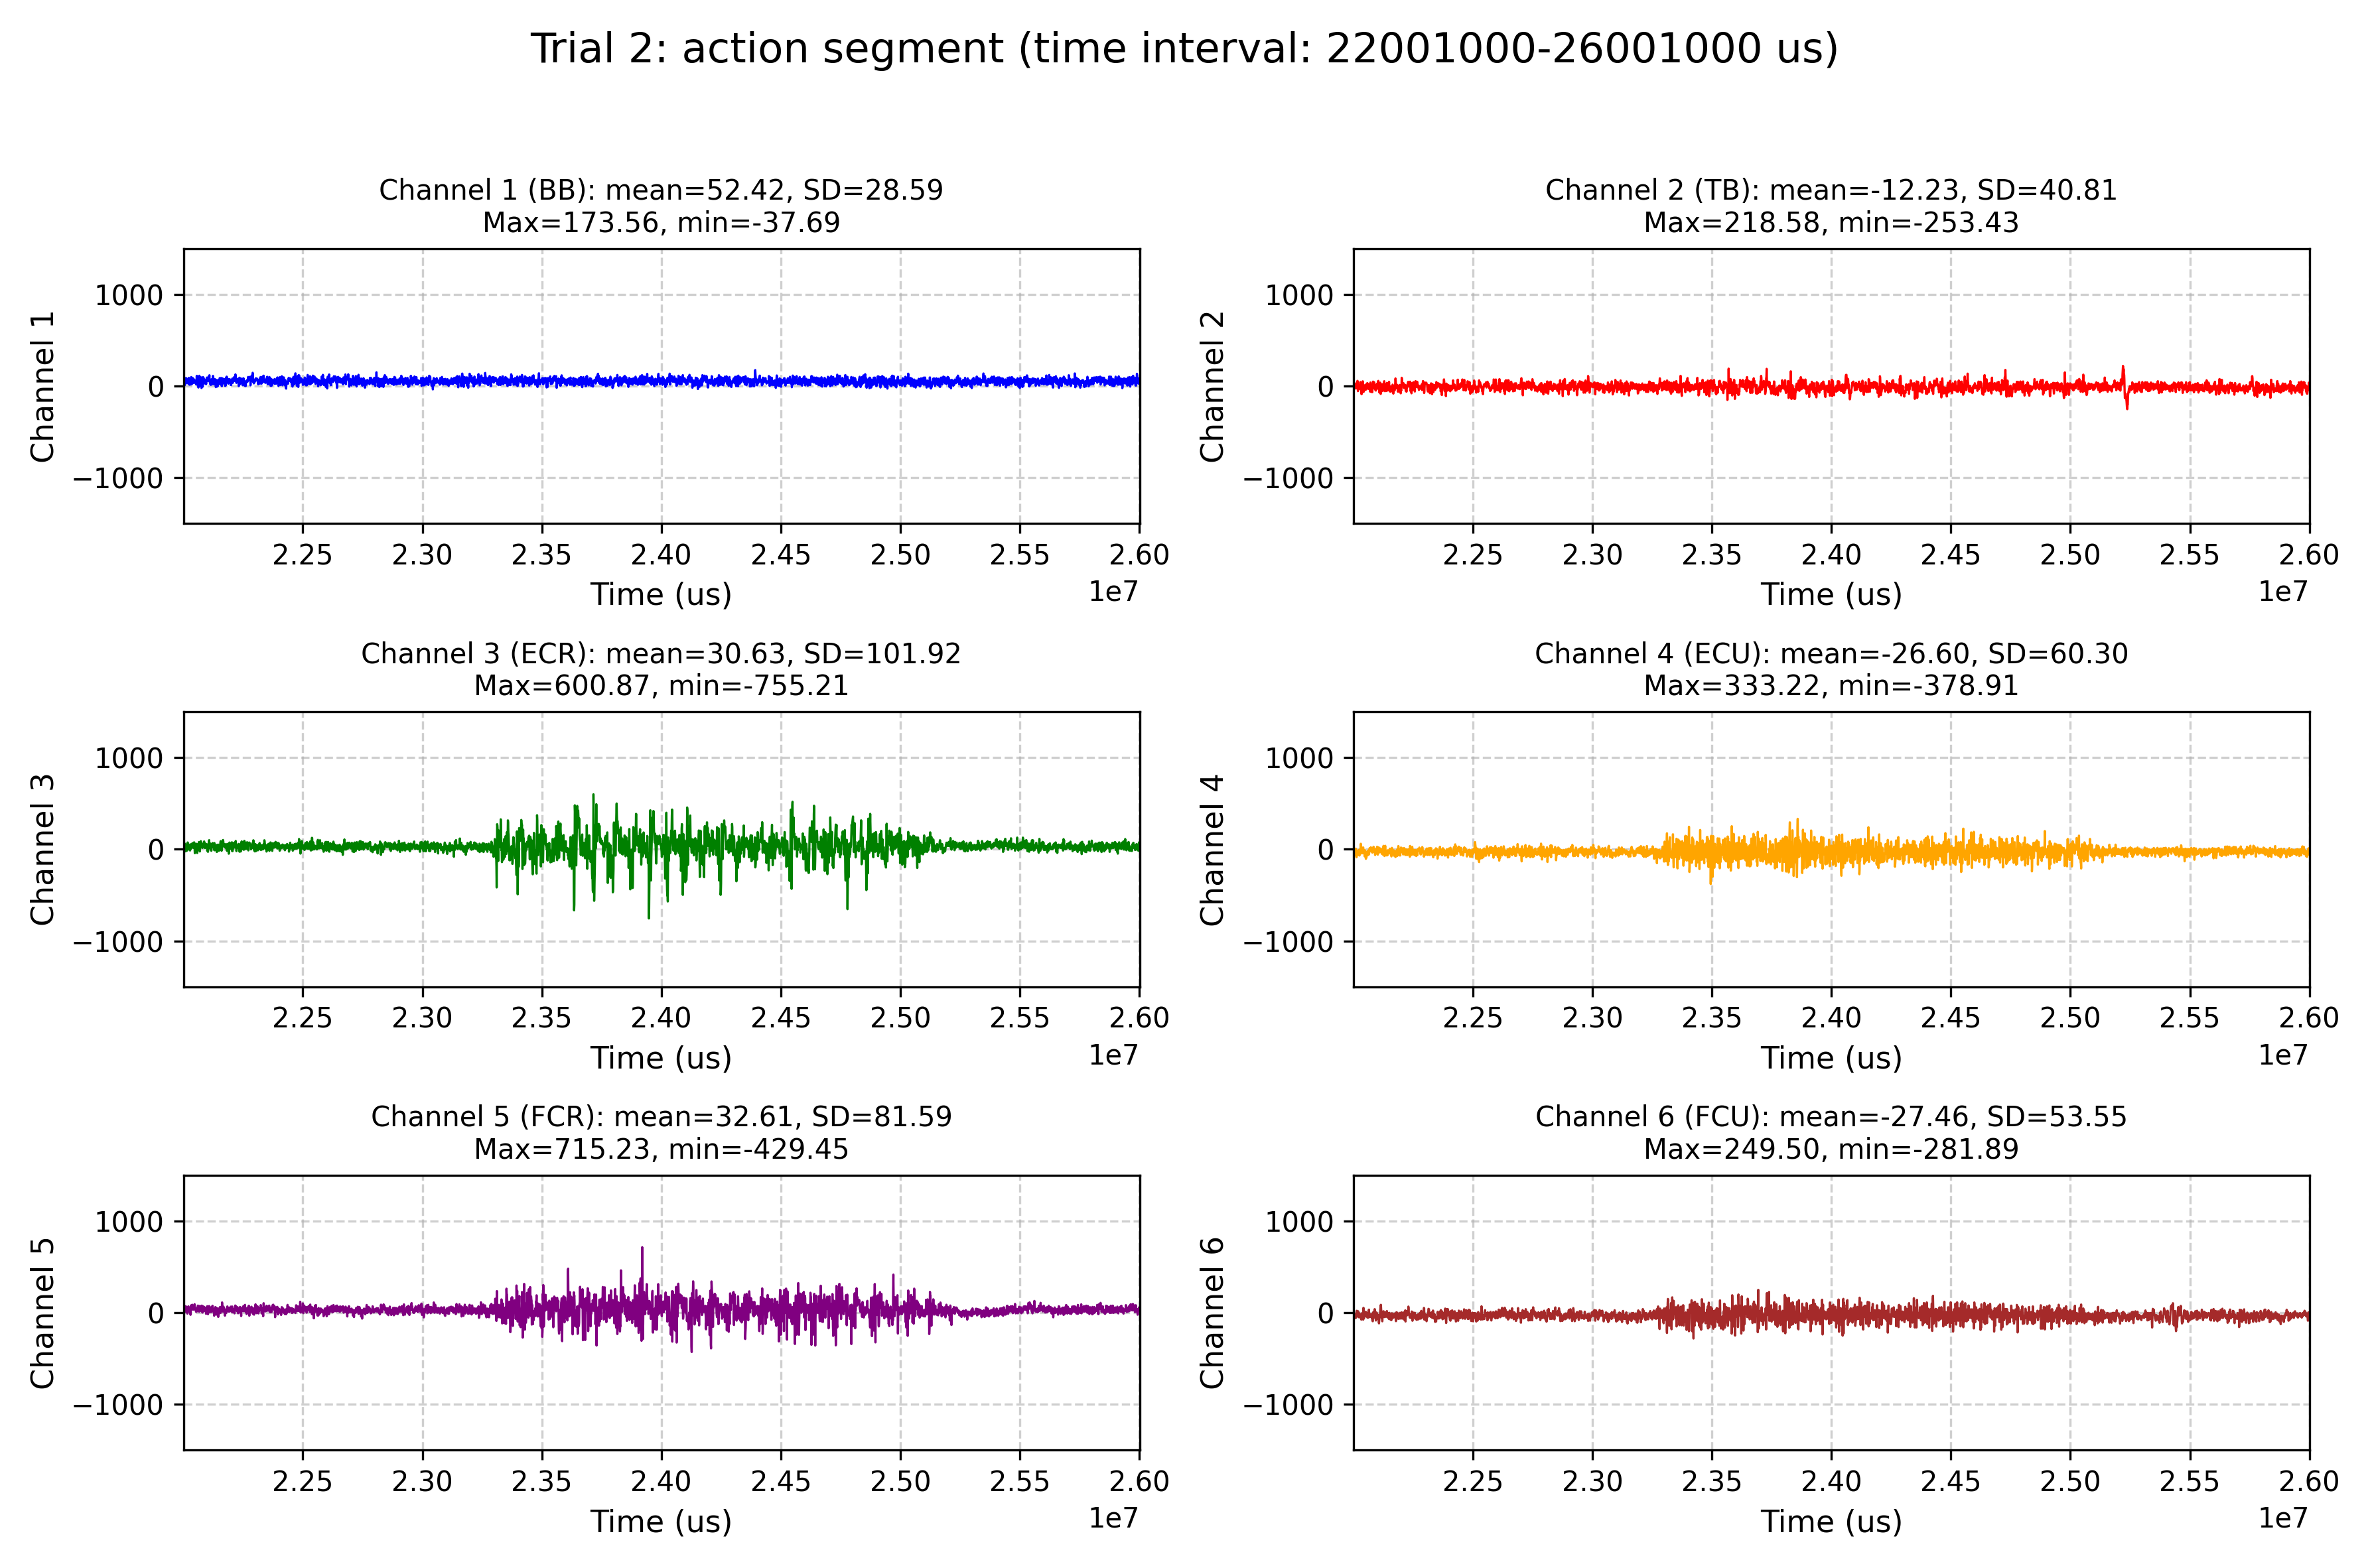 Trial 2: action segment (time interval: 22001000-26001000 us)
Channel 1 (BB): mean=52.42, SD=28.59
Max=173.56, min=-37.69
Channel 1
1000
0
−1000
2.25 2.30 2.35 2.40 2.45 2.50 2.55 2.60
Time (us)
1e7
Channel 2 (TB): mean=-12.23, SD=40.81
Max=218.58, min=-253.43
Channel 2
1000
0
−1000
2.25 2.30 2.35 2.40 2.45 2.50 2.55 2.60
Time (us)
1e7
Channel 3 (ECR): mean=30.63, SD=101.92
Max=600.87, min=-755.21
Channel 3
1000
0
−1000
2.25 2.30 2.35 2.40 2.45 2.50 2.55 2.60
Time (us)
1e7
Channel 4 (ECU): mean=-26.60, SD=60.30
Max=333.22, min=-378.91
Channel 4
1000
0
−1000
2.25 2.30 2.35 2.40 2.45 2.50 2.55 2.60
Time (us)
1e7
Channel 5 (FCR): mean=32.61, SD=81.59
Max=715.23, min=-429.45
Channel 5
1000
0
−1000
2.25 2.30 2.35 2.40 2.45 2.50 2.55 2.60
Time (us)
1e7
Channel 6 (FCU): mean=-27.46, SD=53.55
Max=249.50, min=-281.89
Channel 6
1000
0
−1000
2.25 2.30 2.35 2.40 2.45 2.50 2.55 2.60
Time (us)
1e7